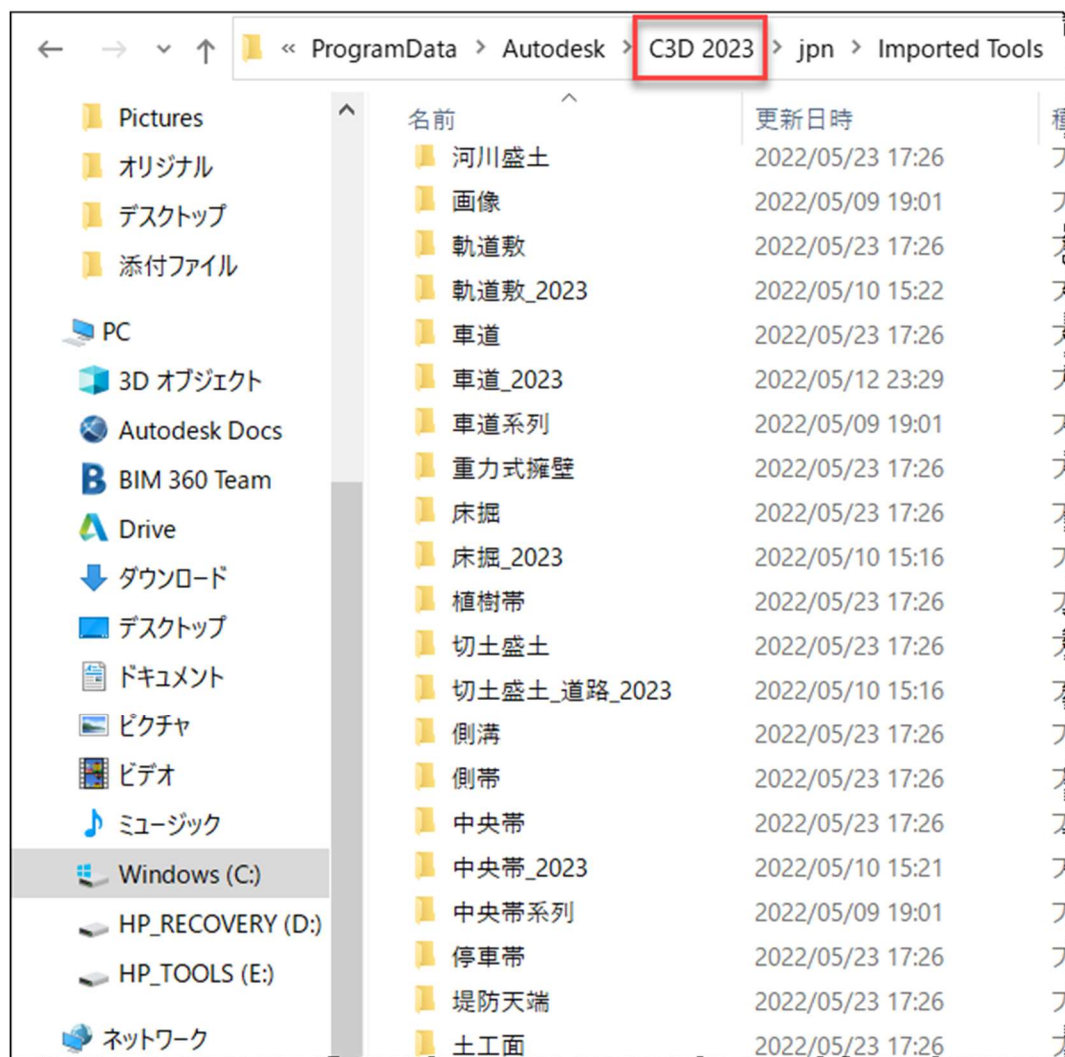 « ProgramData > Autodesk > C3D 2023 > jpn > Imported Tools
Pictures
オリジナル
デスクトップ
添付ファイル
PC
3D オブジェクト
Autodesk Docs
BIM 360 Team
Drive
ダウンロード
デスクトップ
ドキュメント
ピクチャ
ビデオ
ミュージック
Windows (C:)
HP_RECOVERY (D:)
HP_TOOLS (E:)
ネットワーク
名前 更新日時
河川盛土 2022/05/23 17:26
画像 2022/05/09 19:01
軌道敷 2022/05/23 17:26
軌道敷_2023 2022/05/10 15:22
車道 2022/05/23 17:26
車道_2023 2022/05/12 23:29
車道系列 2022/05/09 19:01
重力式擁壁 2022/05/23 17:26
床掘 2022/05/23 17:26
床掘_2023 2022/05/10 15:16
植樹帯 2022/05/23 17:26
切土盛土 2022/05/23 17:26
切土盛土_道路_2023 2022/05/10 15:16
側溝 2022/05/23 17:26
側帯 2022/05/23 17:26
中央帯 2022/05/23 17:26
中央帯_2023 2022/05/10 15:21
中央帯系列 2022/05/09 19:01
停車帯 2022/05/23 17:26
堤防天端 2022/05/23 17:26
土工面 2022/05/23 17:26